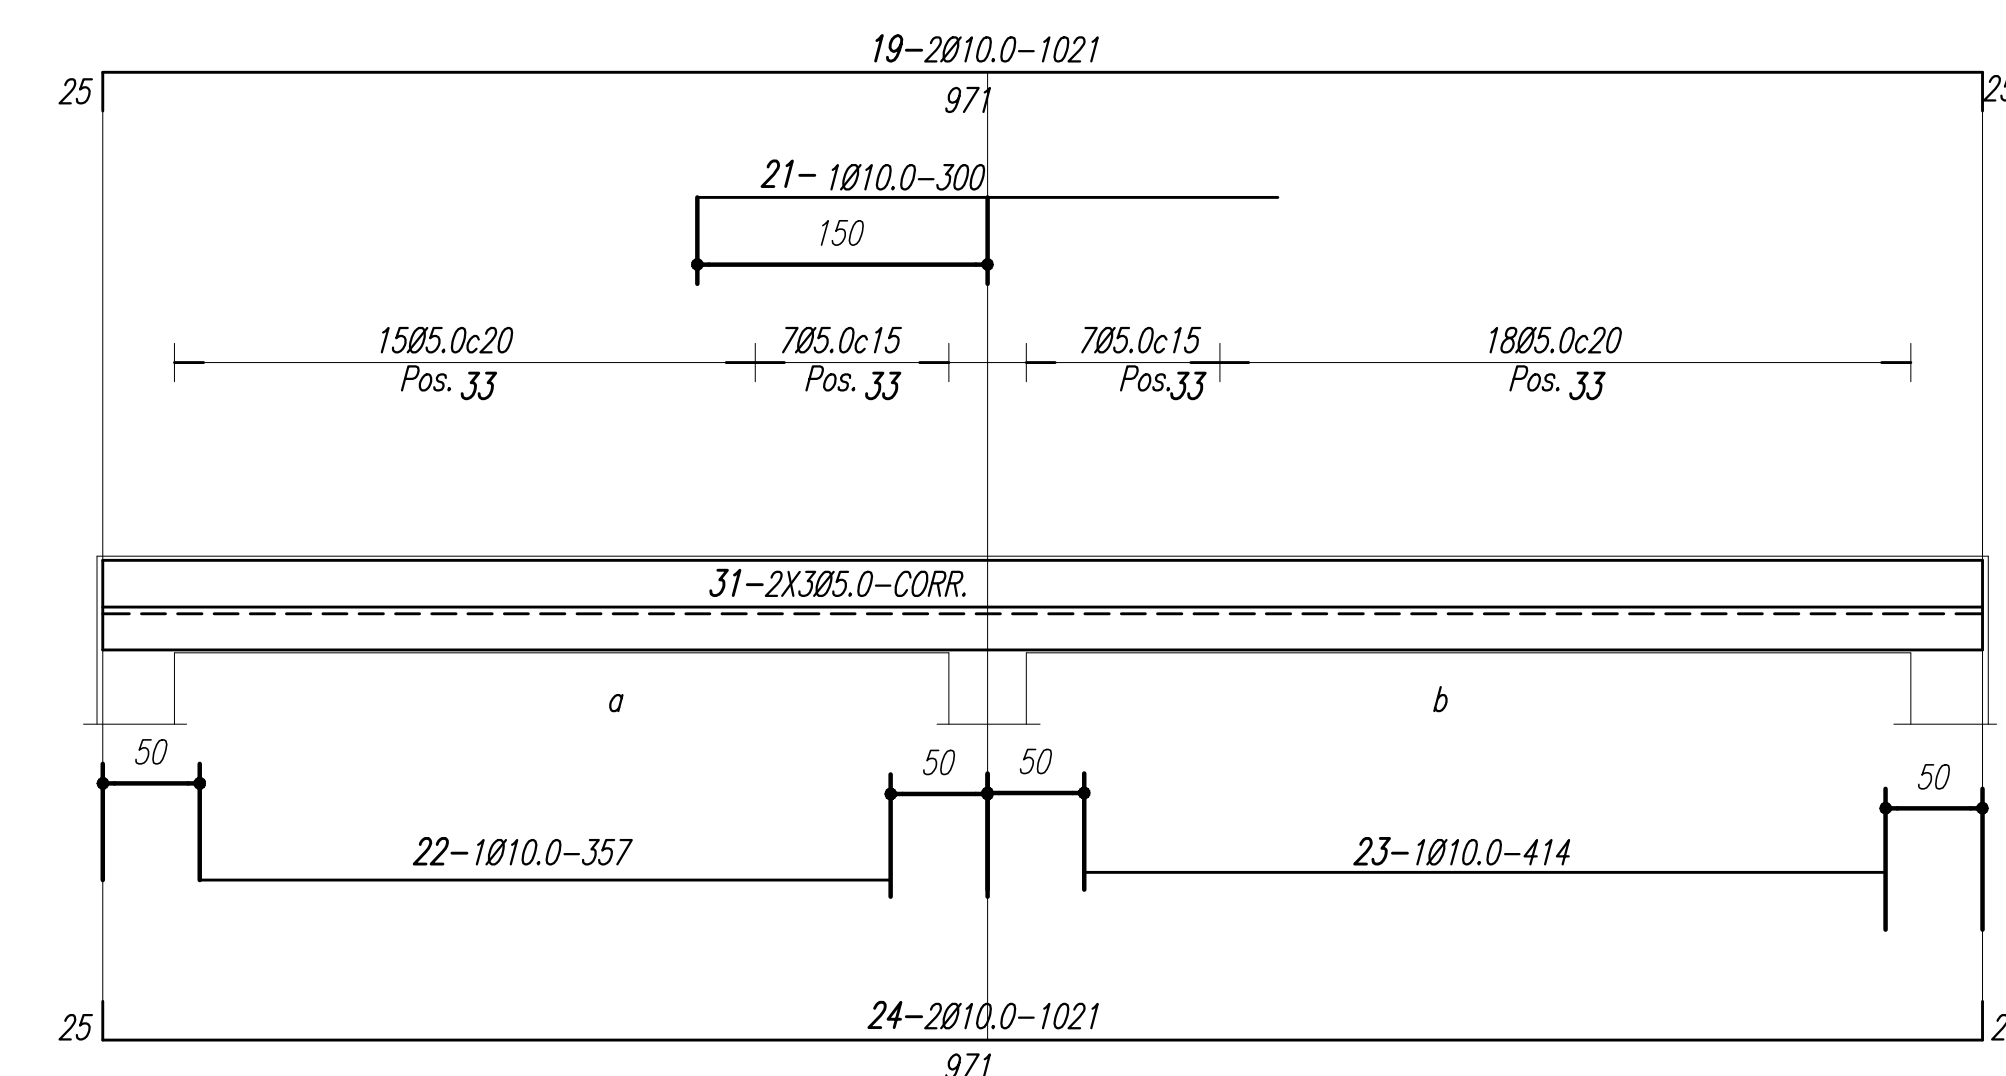 19-2Ø10.0-1021
25
971
21- 1Ø10.0-300
150
15Ø5.0c20 7Ø5.0c15 7Ø5.0c15 18Ø5.0c20
Pos. 33 Pos. 33 Pos.33 Pos. 33
31-2X3Ø5.0-CORR.
a b
50 50 50 50
22-1Ø10.0-357 23-1Ø10.0-414
24-2Ø10.0-1021
25
971